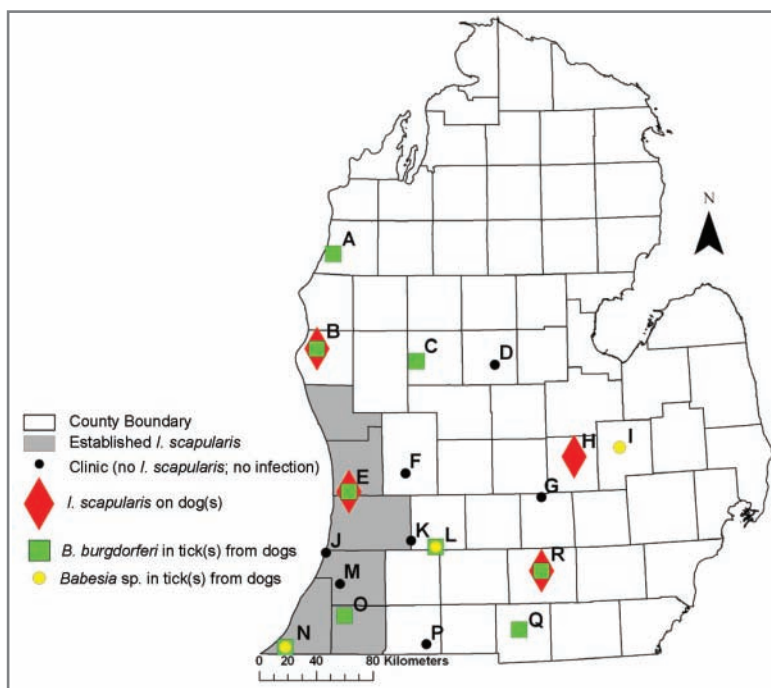 N
A
B
C
D
County Boundary
Established I. scapularis
Clinic (no I. scapularis; no infection)
I. scapularis on dog(s)
B. burgdorferi in tick(s) from dogs
Babesia sp. in tick(s) from dogs
H
I
F
E
G
K
L
J
R
M
O
Q
N
P
0 20 40 80 Kilometers